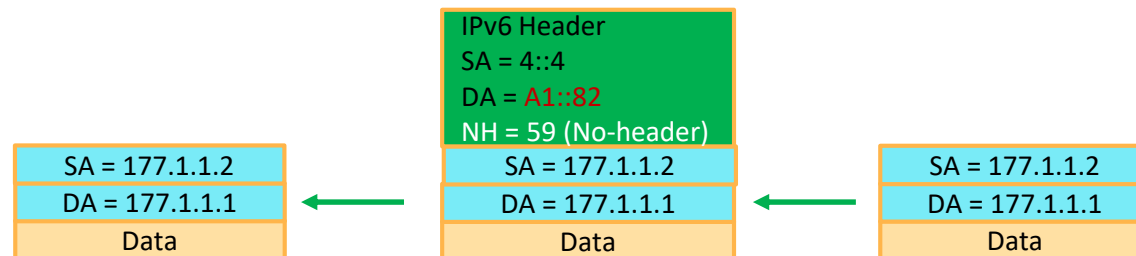 IPv6 Header
SA = 4::4
DA = A1::82
NH = 59 (No-header)
SA = 177.1.1.2
DA = 177.1.1.1
Data
SA = 177.1.1.2
DA = 177.1.1.1
Data
SA = 177.1.1.2
DA = 177.1.1.1
Data